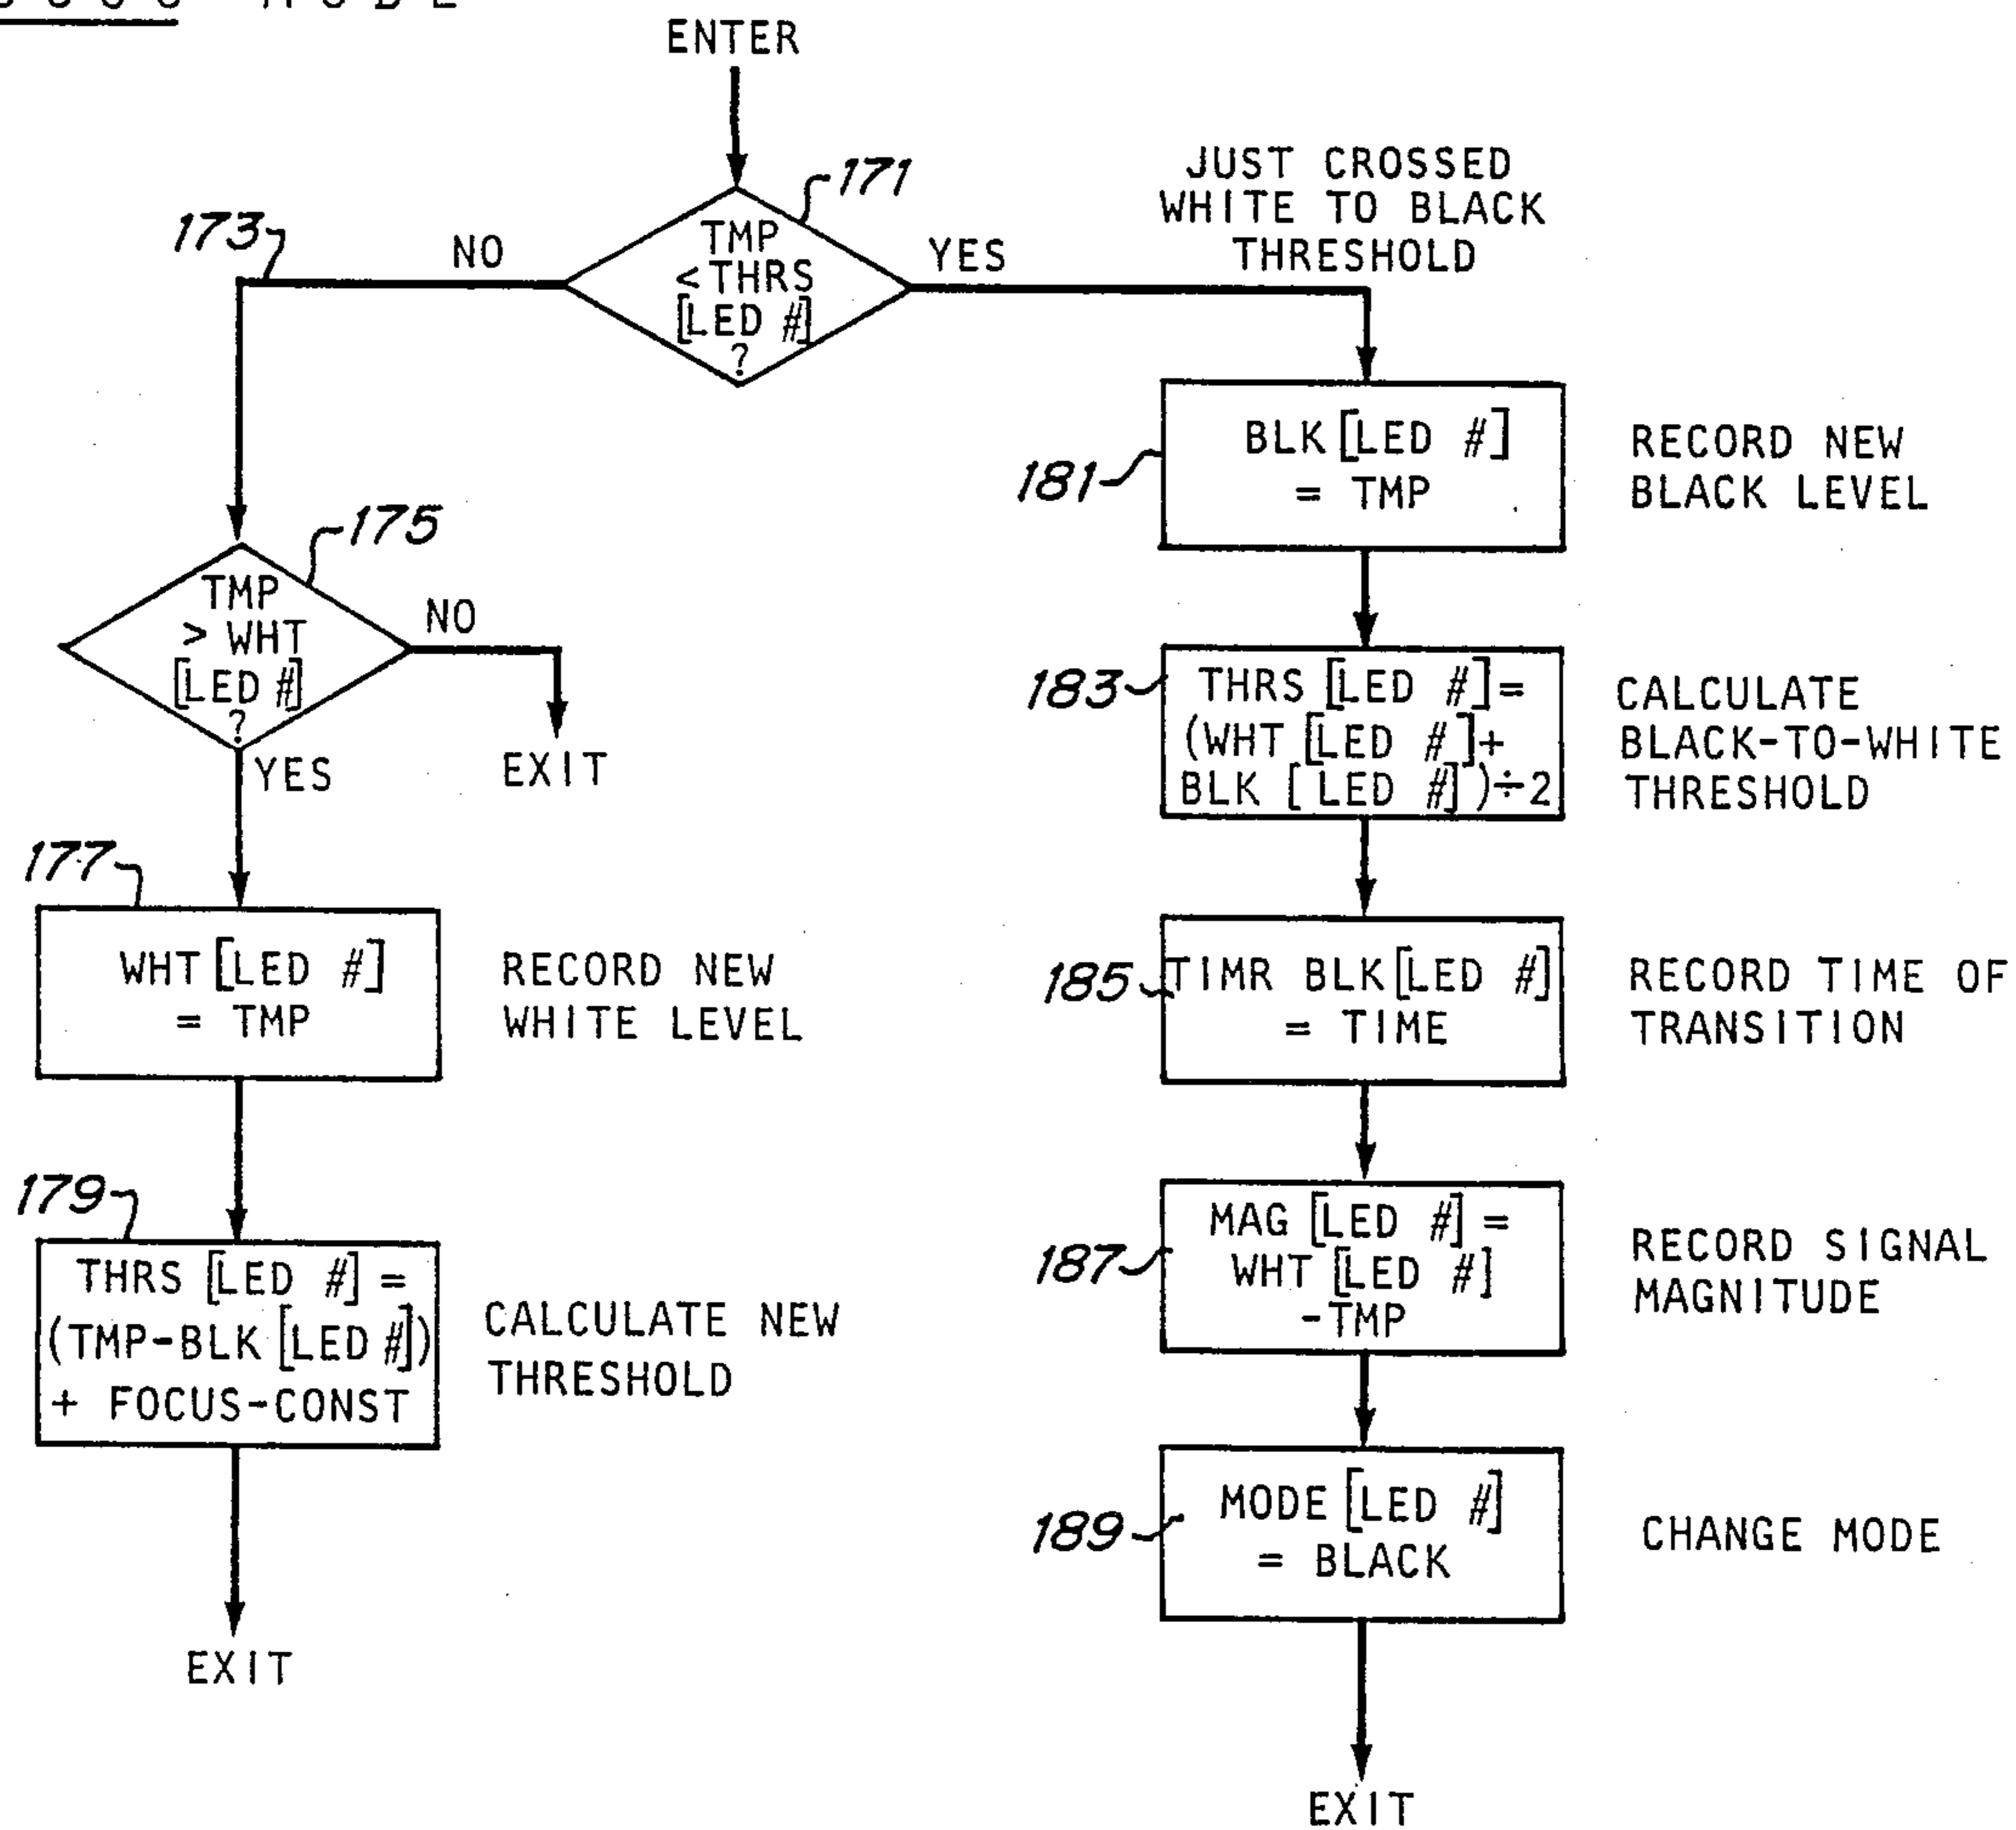 MODE
ENTER
171
TMP
< THRS
[LED #]
?
NO
173
YES
JUST CROSSED
WHITE TO BLACK
THRESHOLD
175
TMP
> WHT
[LED #]
?
NO
EXIT
YES
177
WHT [LED #]
= TMP
RECORD NEW
WHITE LEVEL
179
THRS [LED #] =
(TMP-BLK [LED #])
+ FOCUS-CONST
CALCULATE NEW
THRESHOLD
EXIT
181
BLK [LED #]
= TMP
RECORD NEW
BLACK LEVEL
183
THRS [LED #] =
(WHT [LED #] +
BLK [LED #]) ÷ 2
CALCULATE
BLACK-TO-WHITE
THRESHOLD
185
TIMR BLK [LED #]
= TIME
RECORD TIME OF
TRANSITION
187
MAG [LED #] =
WHT [LED #]
-TMP
RECORD SIGNAL
MAGNITUDE
189
MODE [LED #]
= BLACK
CHANGE MODE
EXIT